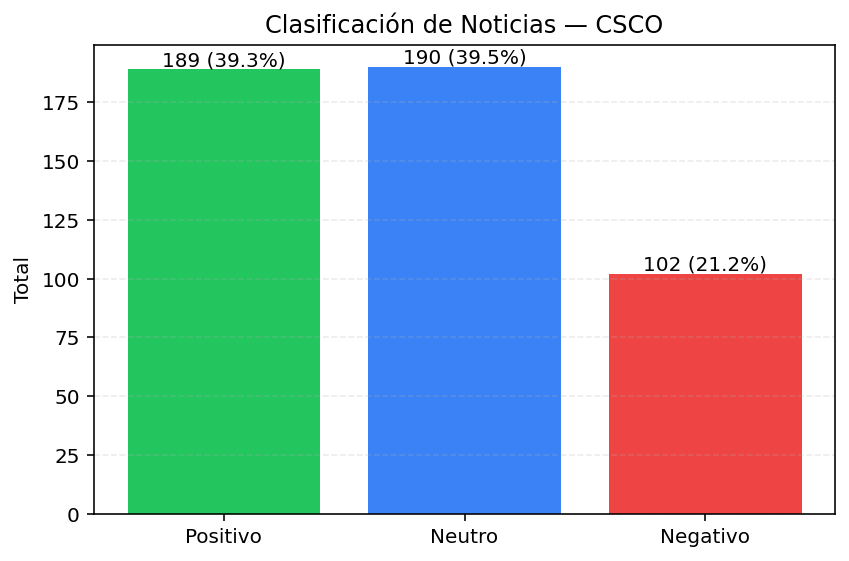 Clasificación de Noticias — CSCO
189 (39.3%)
190 (39.5%)
102 (21.2%)
Total
175
150
125
100
75
50
25
0
Positivo
Neutro
Negativo